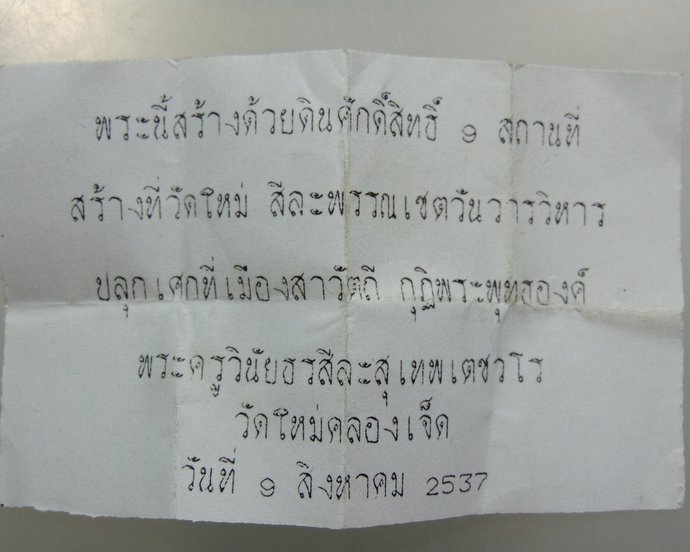 พระนี้สร้างด้วยดินศักดิ์สิทธิ์ 9 สถานที่
สร้างที่วัดใหม่ สีละพรรณเชตวันวารวิหาร
ปลุกเศกที่เมืองสาวัตถี กุฏิพระพุทธองค์
พระครูวินัยธรสีละสุเทพเตชวโร
วัดใหม่คลองเจ็ด
วันที่ 9 สิงหาคม 2537